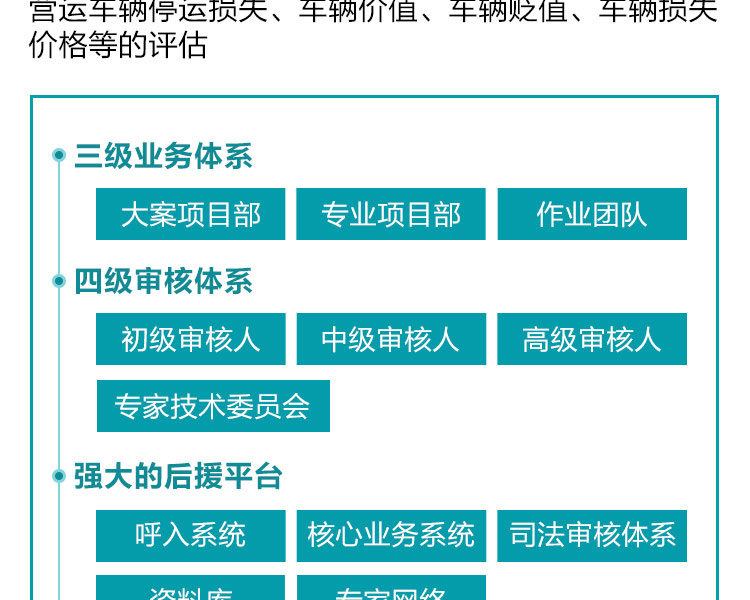 营运车辆停运损失、车辆价值、车辆贬值、车辆损失
价格等的评估
三级业务体系
大案项目部 专业项目部 作业团队
四级审核体系
初级审核人 中级审核人 高级审核人
专家技术委员会
强大的后援平台
呼入系统 核心业务系统 司法审核体系
资料库 专家网络